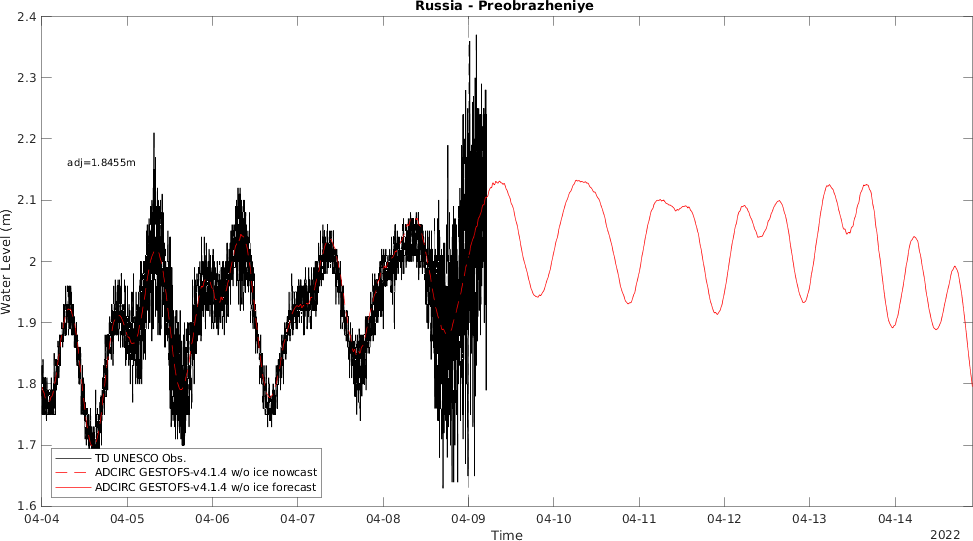 Russia - Preobrazheniye
2.4
2.3
2.2
2.1
2
1.9
1.8
1.7
1.6
Water Level (m)
adj=1.8455m
TD UNESCO Obs.
ADCIRC GESTOFS-v4.1.4 w/o ice nowcast
ADCIRC GESTOFS-v4.1.4 w/o ice forecast
04-04 04-05 04-06 04-07 04-08 04-09 04-10 04-11 04-12 04-13 04-14
Time
2022